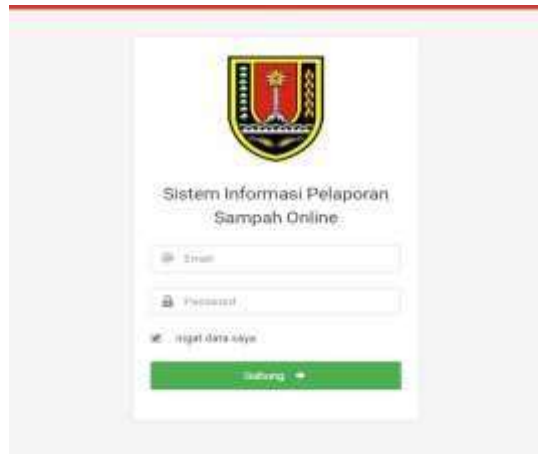 Sistem Informasi Pelaporan
Sampah Online
Email
Password
Ingat data saya
Gabung